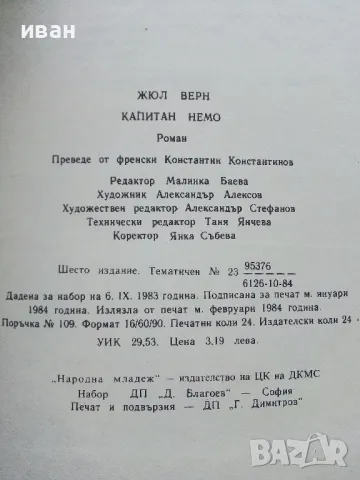 иван
ЖЮЛ ВЕРН
КАПИТАН НЕМО
Роман
Преведе от френски Константин Константинов
Редактор Малинка Баева
Художник Александър Алексов
Художествен редактор Александър Стефанов
Технически редактор Таня Янчева
Коректор Янка Събева
Шесто издание. Тематичен № 23 95376
6126-10-84
Дадена за набор на 6. IX. 1983 година. Подписана за печат м. януари
1984 година. Излязла от печат м. февруари 1984 година.
Поръчка № 109. Формат 16/60/90. Печатни коли 24. Издателски коли 24
УИК 29,53. Цена 3,19 лева.
„Народна младеж" — издателство на ЦК на ДКМС
Набор ДП „Д. Благоев" — София
Печат и подвързия — ДП „Г. Димитров"
BAZAR